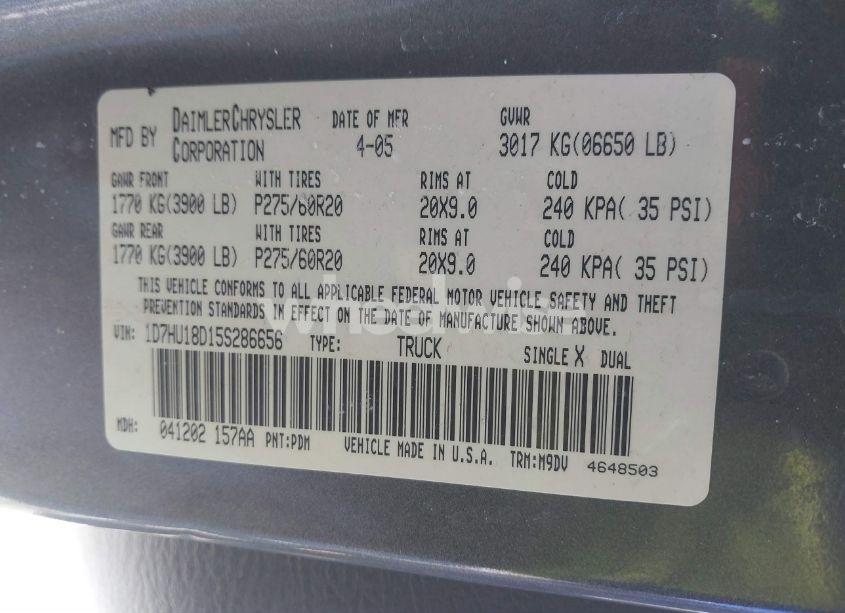 MFD BY DAIMLERCHRYSLER CORPORATION DATE OF MFR 4-05 GVWR 3017 KG(06650 LB)
GAWR FRONT WITH TIRES RIMS AT COLD
1770 KG(3900 LB) P275/60R20 20X9.0 240 KPA( 35 PSI)
GAWR REAR WITH TIRES RIMS AT COLD
1770 KG(3900 LB) P275/60R20 20X9.0 240 KPA( 35 PSI)
THIS VEHICLE CONFORMS TO ALL APPLICABLE FEDERAL MOTOR VEHICLE SAFETY AND THEFT
PREVENTION STANDARDS IN EFFECT ON THE DATE OF MANUFACTURE SHOWN ABOVE.
VIN: 1D7HU18D15S286656 TYPE: TRUCK SINGLE X DUAL
MDH: 041202 157AA PNT:PDM VEHICLE MADE IN U.S.A. TRM:M9DV 4648503